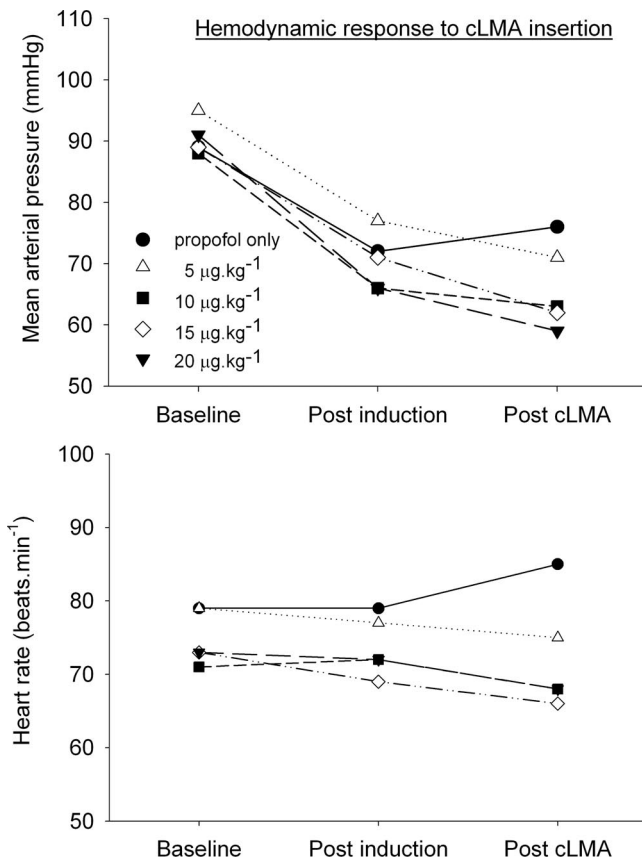 Hemodynamic response to cLMA insertion
Mean arterial pressure (mmHg)
110
100
90
80
70
60
50
propofol only
5 μg.kg⁻¹
10 μg.kg⁻¹
15 μg.kg⁻¹
20 μg.kg⁻¹
Baseline Post induction Post cLMA
Heart rate (beats.min⁻¹)
100
90
80
70
60
50
Baseline Post induction Post cLMA